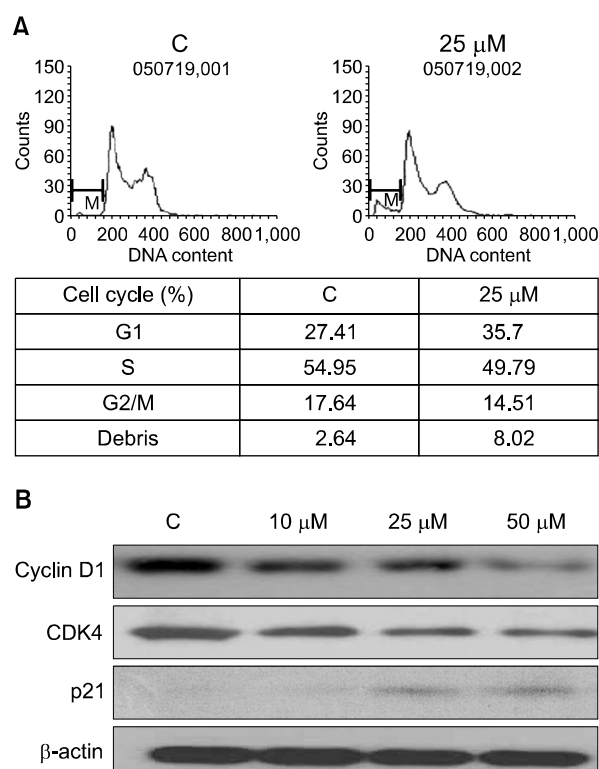 A
C 25 μM
050719,001 050719,002
150 150
120 120
90 90
60 60
30 30
0 0
Counts Counts
M M
0 200 400 600 800 1,000 0 200 400 600 800 1,000
DNA content DNA content
Cell cycle (%) C 25 μM
G1 27.41 35.7
S 54.95 49.79
G2/M 17.64 14.51
Debris 2.64 8.02
B
C 10 μM 25 μM 50 μM
Cyclin D1
CDK4
p21
β-actin